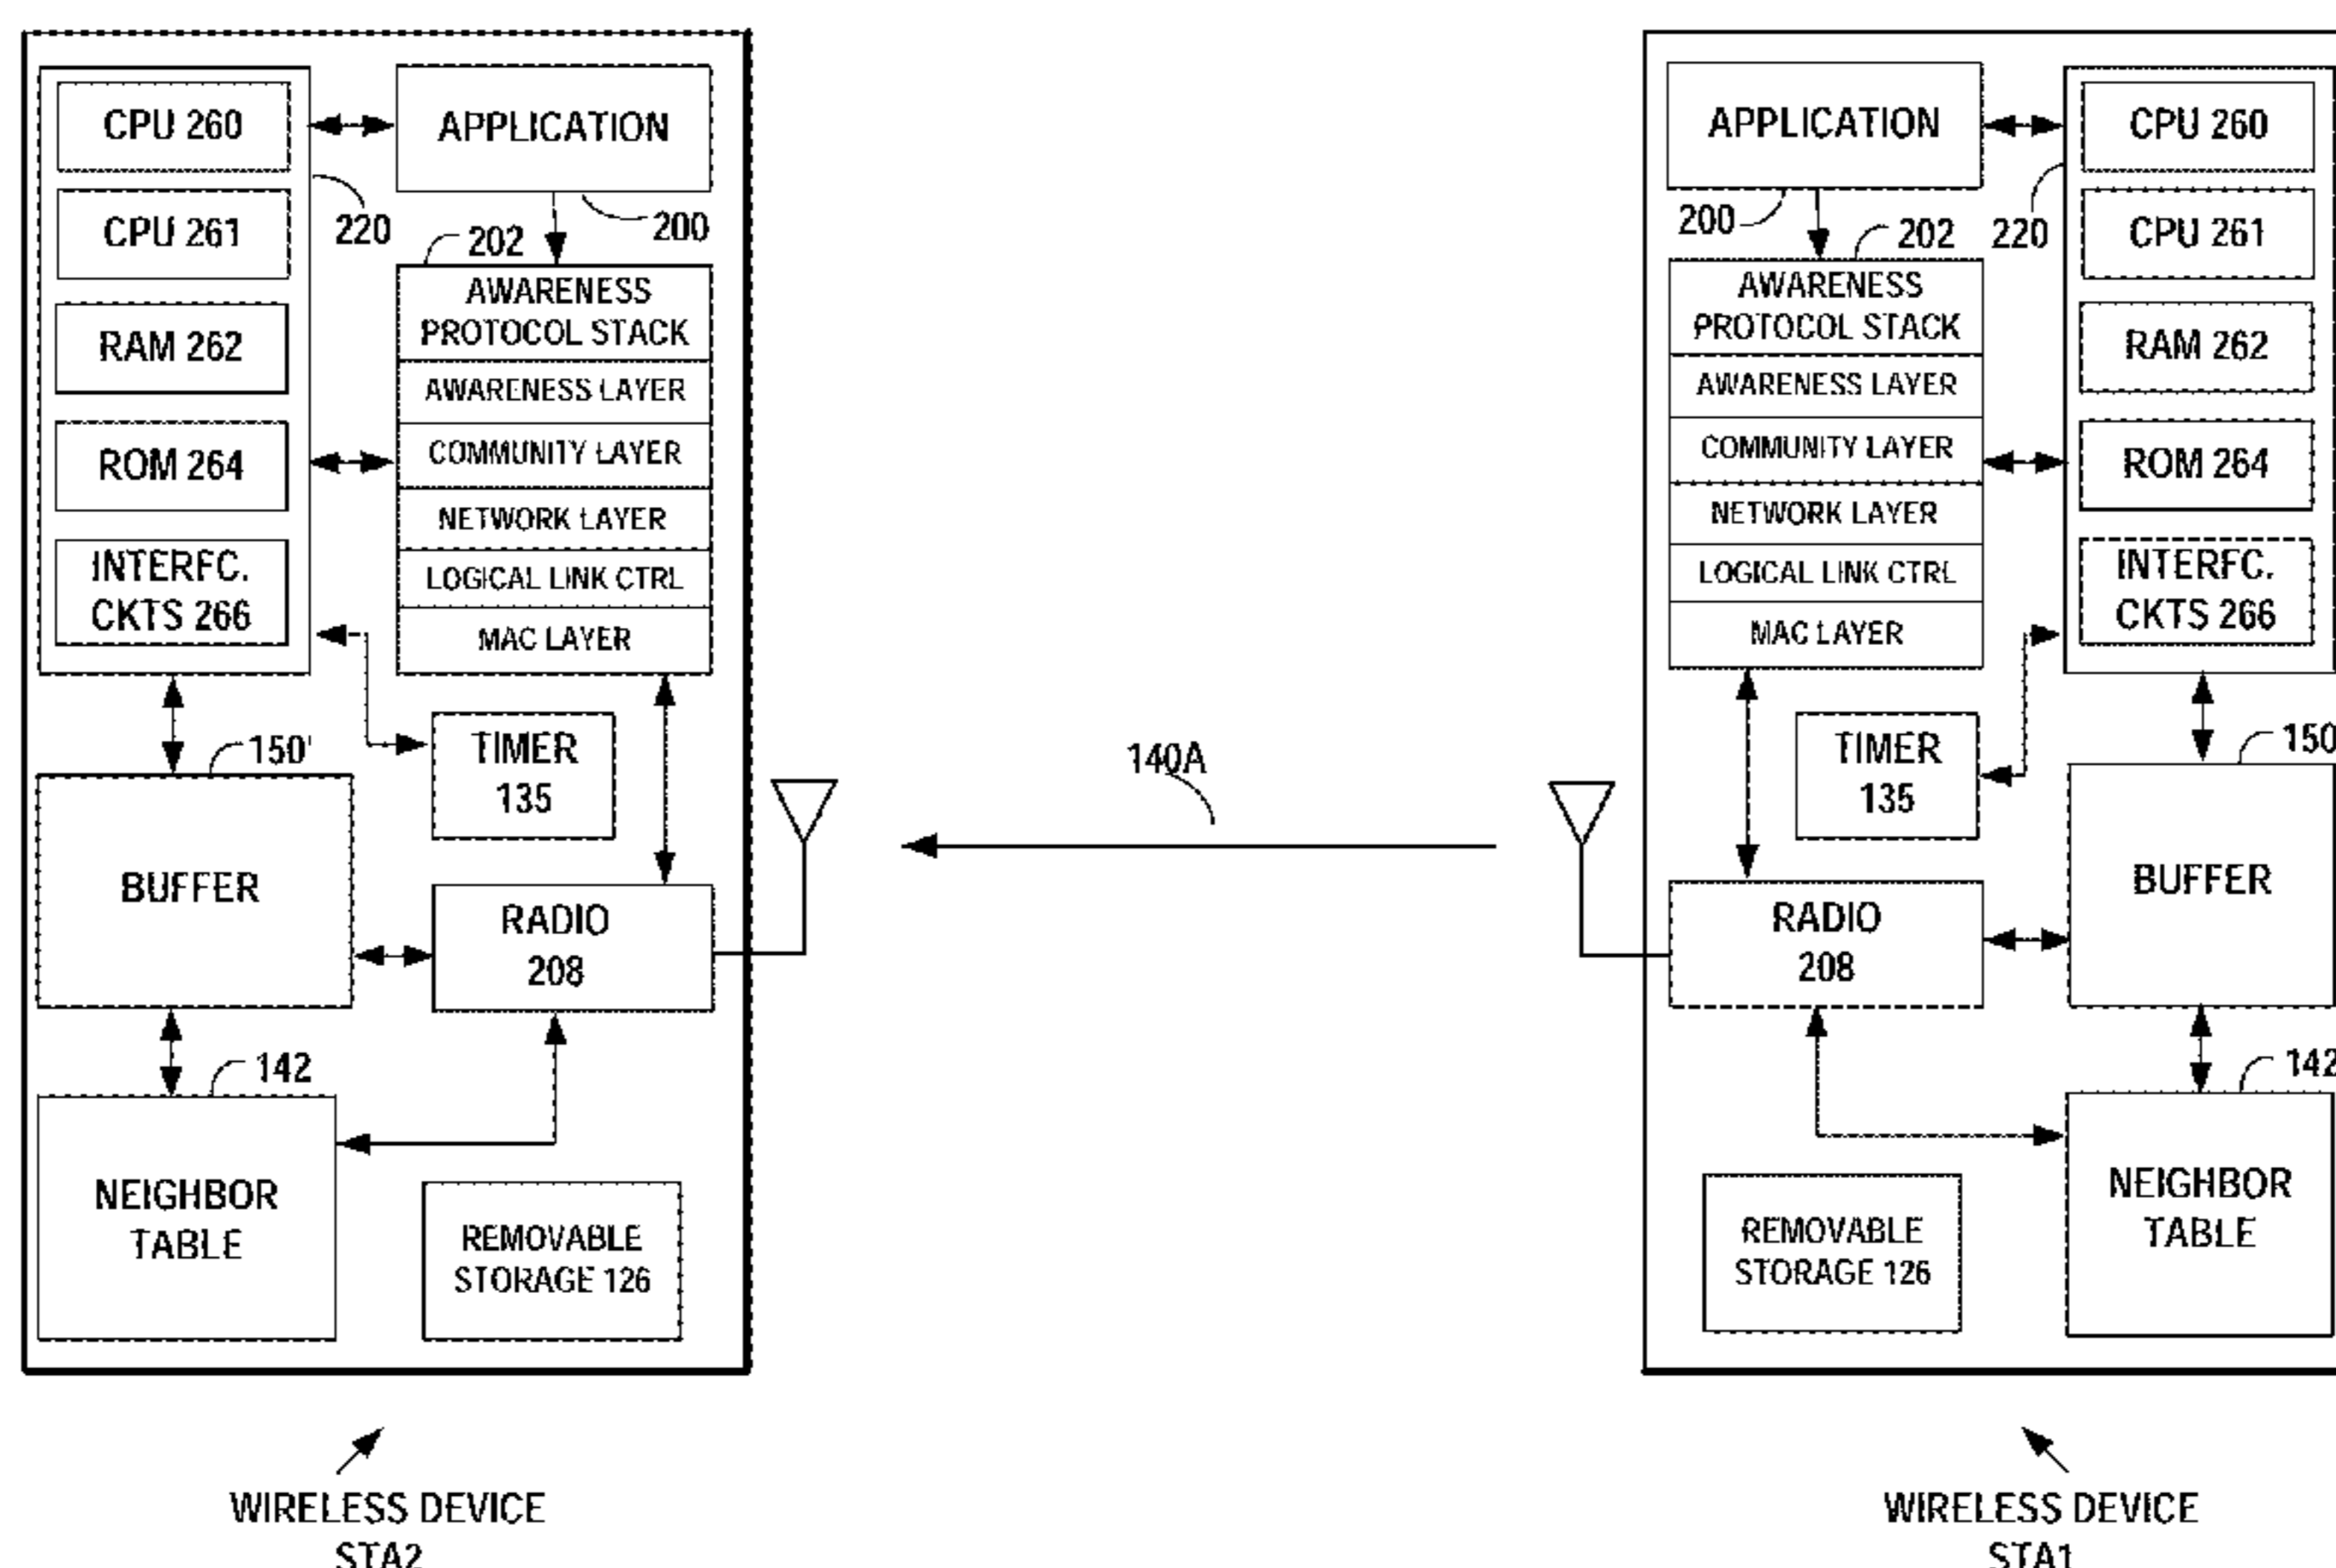 CPU 260
CPU 261
RAM 262
ROM 264
INTERFC.
CKTS 266
220
APPLICATION
200
202
AWARENESS
PROTOCOL STACK
AWARENESS LAYER
COMMUNITY LAYER
NETWORK LAYER
LOGICAL LINK CTRL
MAC LAYER
TIMER
135
150'
BUFFER
RADIO
208
142
NEIGHBOR
TABLE
REMOVABLE
STORAGE 126
WIRELESS DEVICE
STA2
140A
APPLICATION
200
202
220
AWARENESS
PROTOCOL STACK
AWARENESS LAYER
COMMUNITY LAYER
NETWORK LAYER
LOGICAL LINK CTRL
MAC LAYER
CPU 260
CPU 261
RAM 262
ROM 264
INTERFC.
CKTS 266
TIMER
135
150
BUFFER
RADIO
208
142
NEIGHBOR
TABLE
REMOVABLE
STORAGE 126
WIRELESS DEVICE
STA1